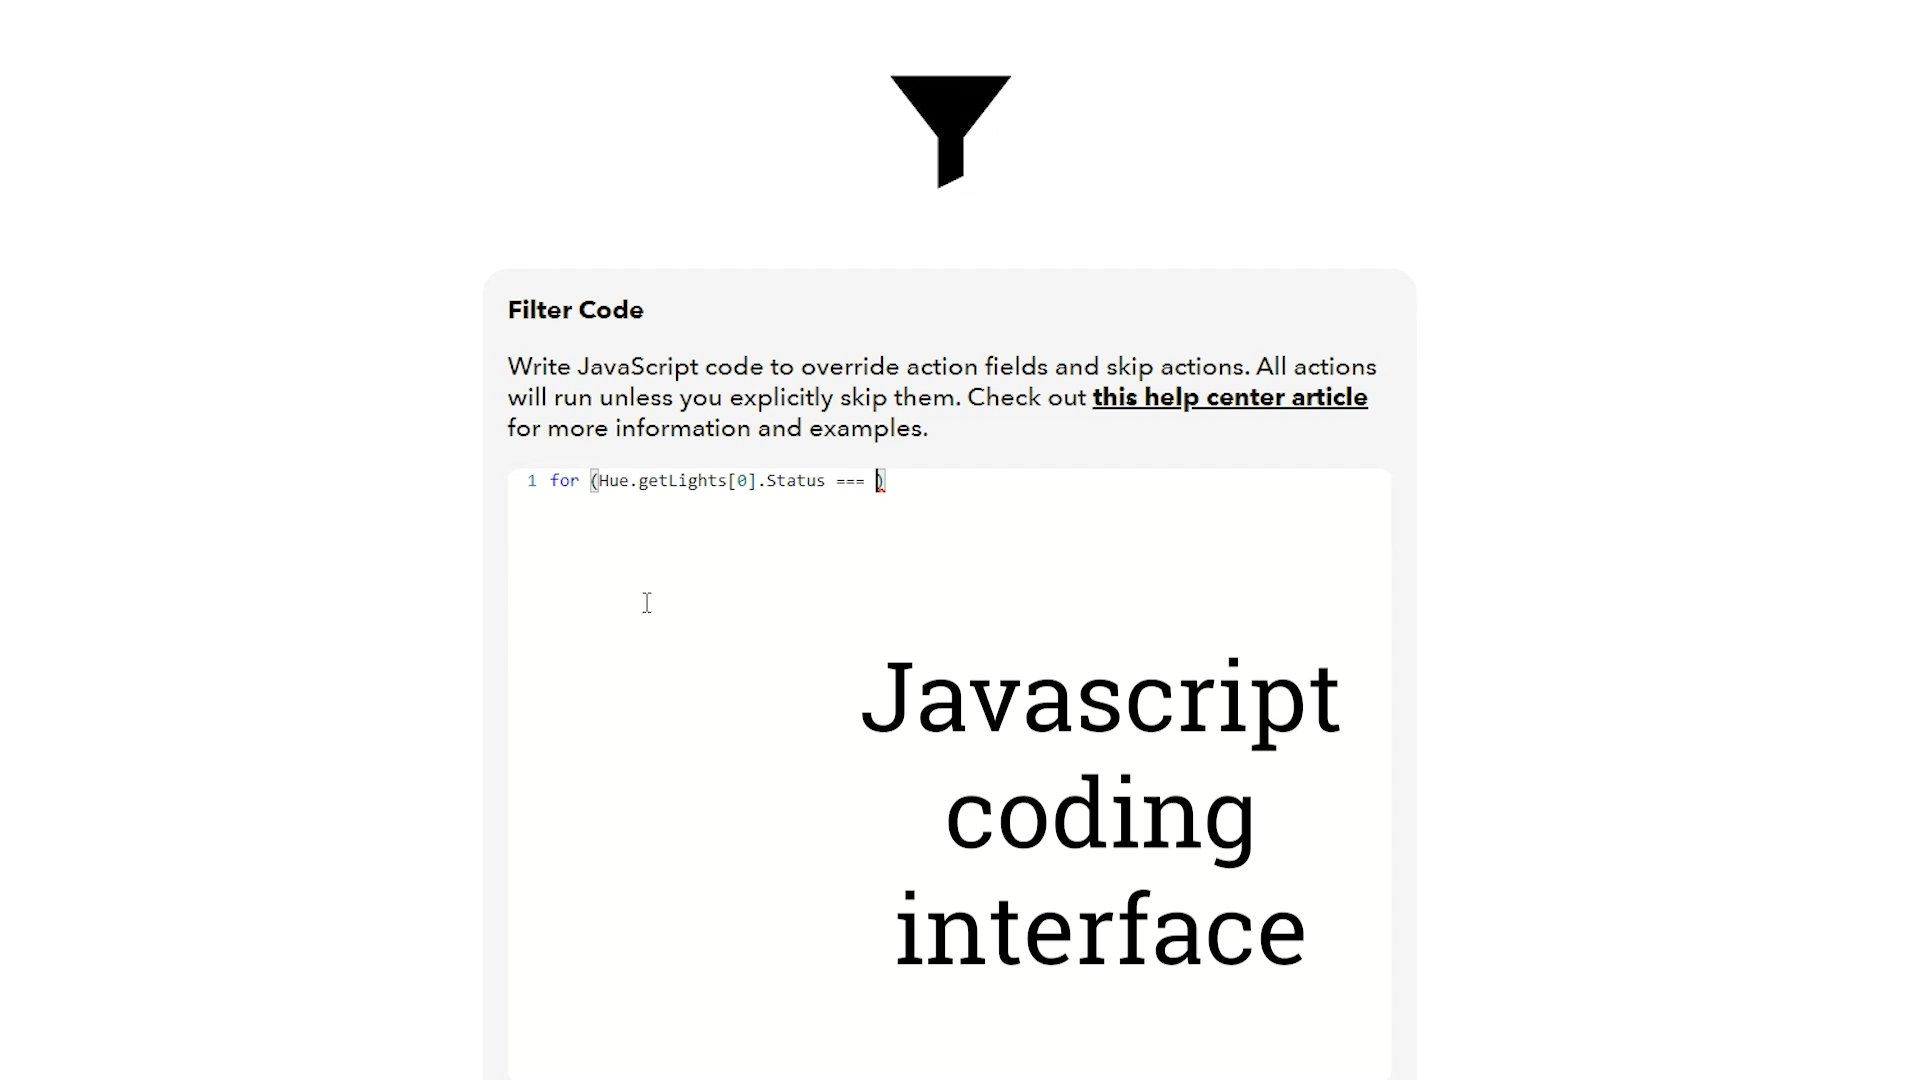 Filter Code
Write JavaScript code to override action fields and skip actions. All actions
will run unless you explicitly skip them. Check out this help center article
for more information and examples.
1 for (Hue.getLights[0].Status === )
Javascript
coding
interface